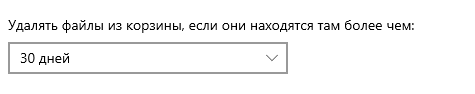 Удалять файлы из корзины, если они находятся там более чем:
30 дней